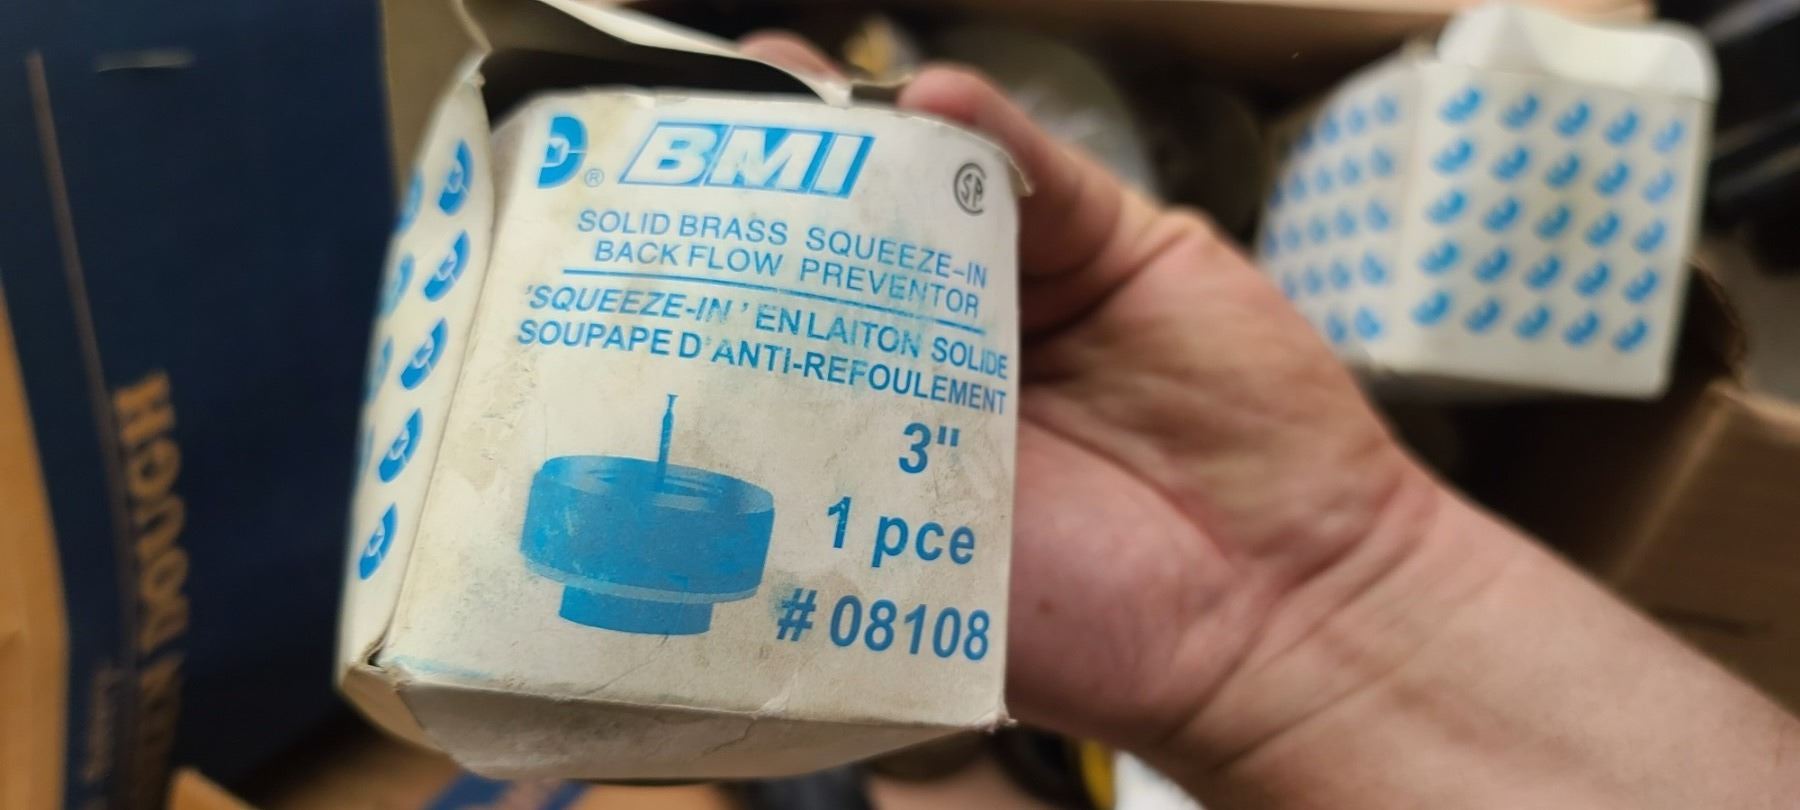 ® BMI
SOLID BRASS SQUEEZE-IN
BACK FLOW PREVENTOR
'SQUEEZE-IN' EN LAITON SOLIDE
SOUPAPE D'ANTI-REFOULEMENT
3"
1 pce
# 08108